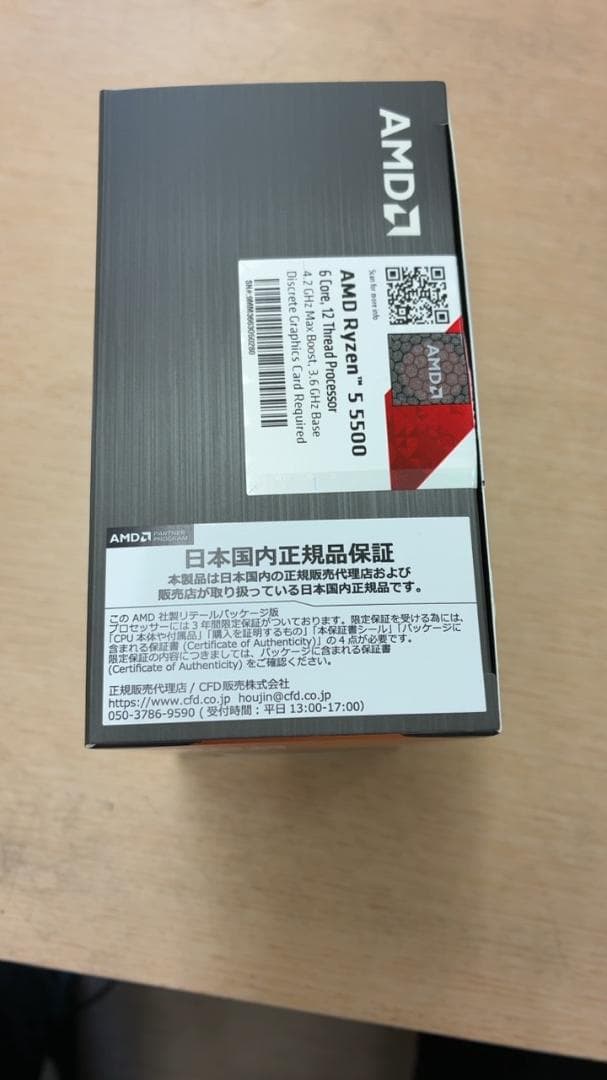 AMD
Scan for more info
AMD
AMD Ryzen™ 5 5500
6 Core, 12 Thread Processor
4.2 GHz Max Boost, 3.6 GHz Base
Discrete Graphics Card Required
AMD PARTNER PROGRAM
日本国内正規品保証
本製品は日本国内の正規販売代理店および
販売店が取り扱っている日本国内正規品です。
この AMD 社製リテールパッケージ版
プロセッサーには 3 年間限定保証がついております。限定保証を受ける為には、
「CPU 本体や付属品」「購入を証明するもの」「本保証書シール」「パッケージに
含まれる保証書 (Certificate of Authenticity)」の 4 点が必要です。
限定保証の内容につきましては、パッケージに含まれる保証書
(Certificate of Authenticity) をご確認ください。
正規販売代理店 / CFD販売株式会社
https://www.cfd.co.jp houjin@cfd.co.jp
050-3786-9590 ( 受付時間：平日 13:00-17:00)